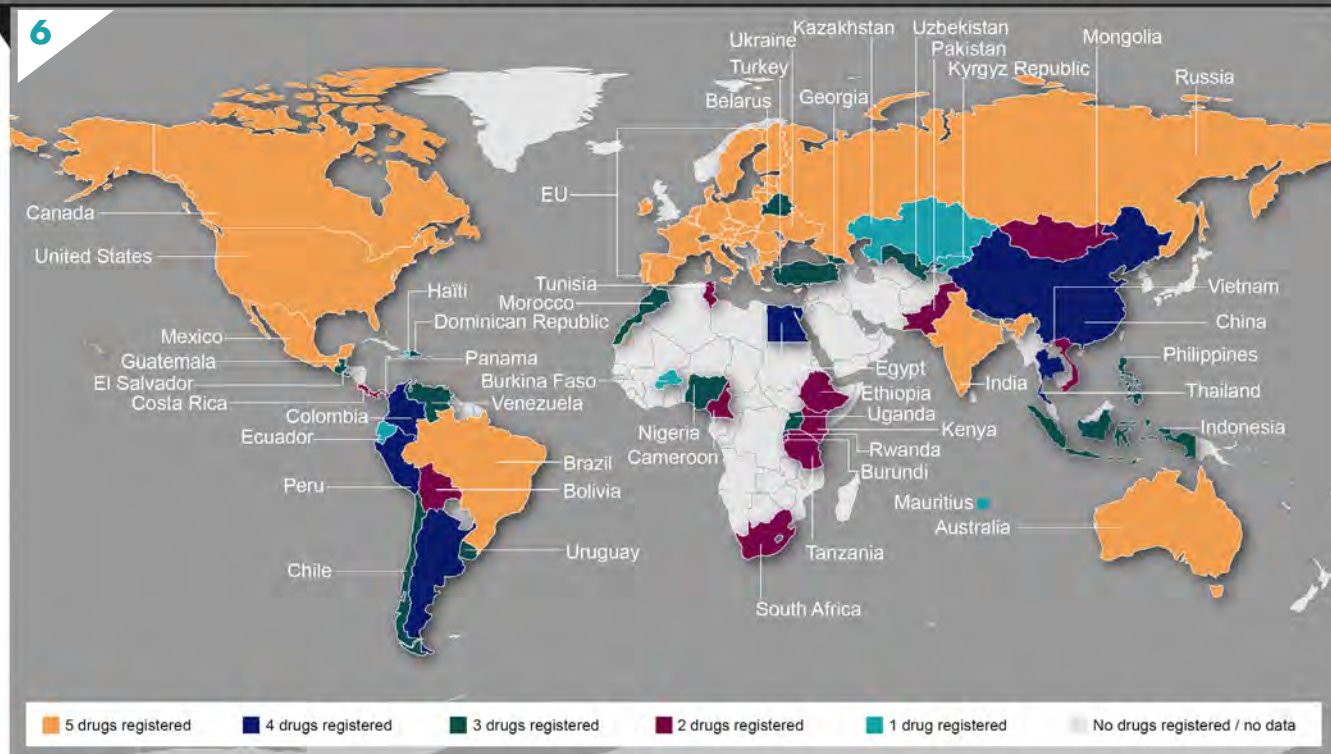 6
Kazakhstan
Uzbekistan
Ukraine
Pakistan
Mongolia
Turkey
Kyrgyz Republic
Russia
Belarus
Georgia
EU
Canada
United States
Tunisia
Haïti
Morocco
Vietnam
Dominican Republic
China
Mexico
Guatemala
Panama
Philippines
El Salvador
Burkina Faso
Egypt
India
Costa Rica
Venezuela
Ethiopia
Thailand
Colombia
Uganda
Indonesia
Ecuador
Nigeria
Kenya
Cameroon
Rwanda
Brazil
Burundi
Peru
Bolivia
Mauritius
Australia
Uruguay
Tanzania
Chile
South Africa
5 drugs registered
4 drugs registered
3 drugs registered
2 drugs registered
1 drug registered
No drugs registered / no data